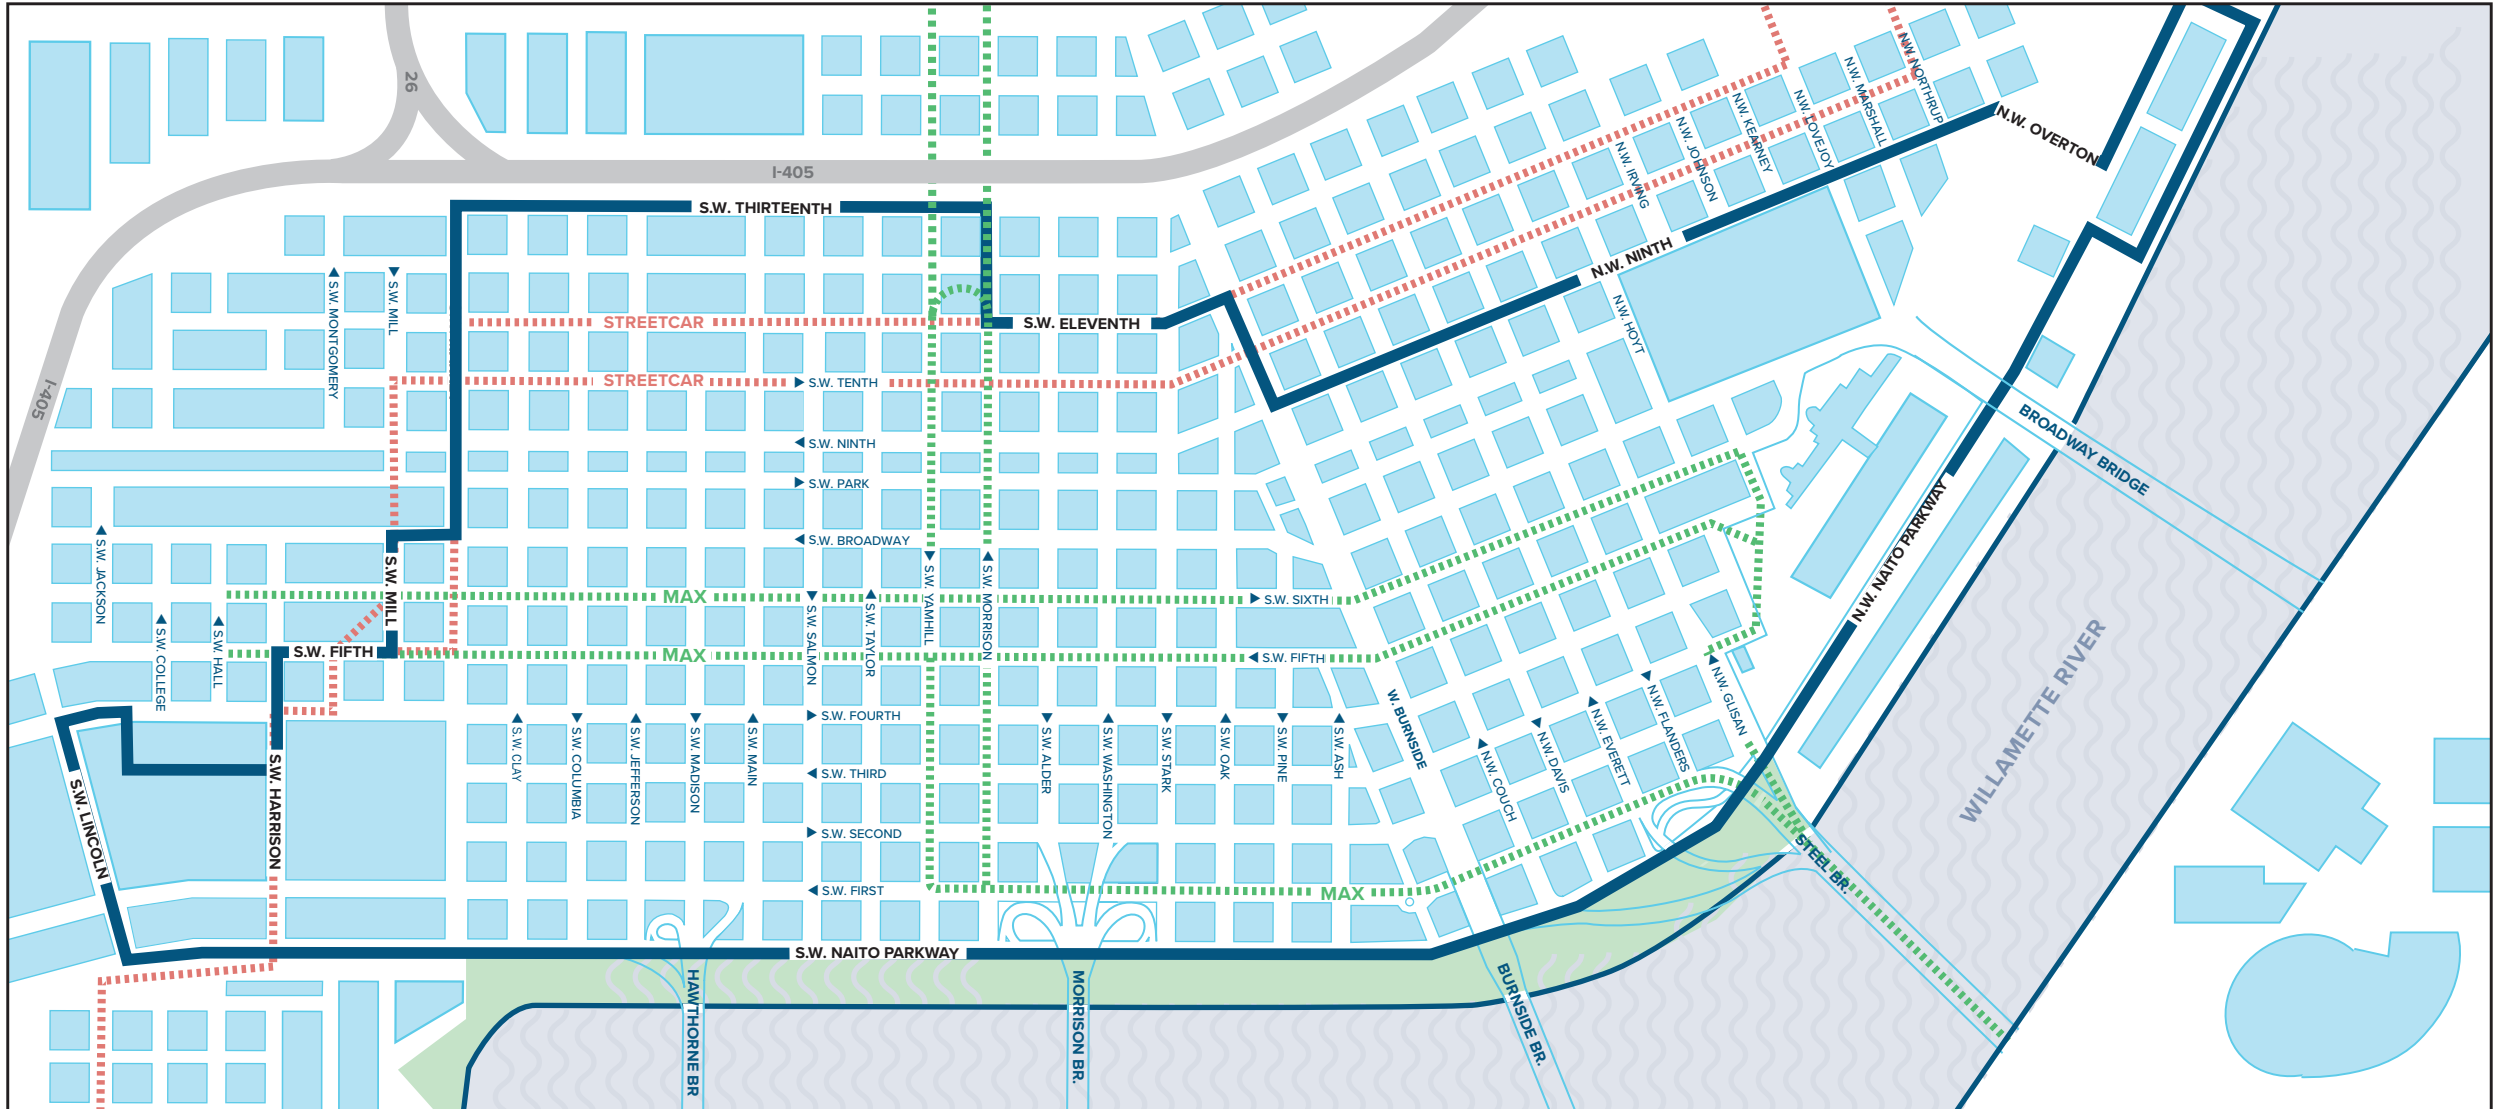 26
I-405
N.W. NORTHRUP
N.W. MARSHALL
N.W. LOVEJOY
N.W. KEARNEY
N.W. JOHNSON
N.W. IRVING
N.W. OVERTON
S.W. THIRTEENTH
N.W. NINTH
N.W. HOYT
S.W. MONTGOMERY
S.W. MILL
STREETCAR
S.W. ELEVENTH
I-405
STREETCAR
S.W. TENTH
S.W. NINTH
S.W. PARK
S.W. BROADWAY
BROADWAY BRIDGE
N.W. NAITO PARKWAY
S.W. JACKSON
S.W. COLLEGE
S.W. HALL
S.W. MILL
MAX
S.W. SALMON
S.W. TAYLOR
S.W. YAMHILL
S.W. MORRISON
S.W. SIXTH
S.W. FIFTH
MAX
S.W. FIFTH
WILLAMETTE RIVER
S.W. FOURTH
S.W. THIRD
S.W. SECOND
S.W. FIRST
S.W. CLAY
S.W. COLUMBIA
S.W. JEFFERSON
S.W. MADISON
S.W. MAIN
S.W. ALDER
S.W. WASHINGTON
S.W. STARK
S.W. OAK
S.W. PINE
S.W. ASH
W. BURNSIDE
N.W. COUCH
N.W. DAVIS
N.W. EVERETT
N.W. FLANDERS
N.W. GLISAN
S.W. LINCOLN
S.W. HARRISON
STEEL BR.
MAX
S.W. NAITO PARKWAY
HAWTHORNE BR
MORRISON BR.
BURNSIDE BR.